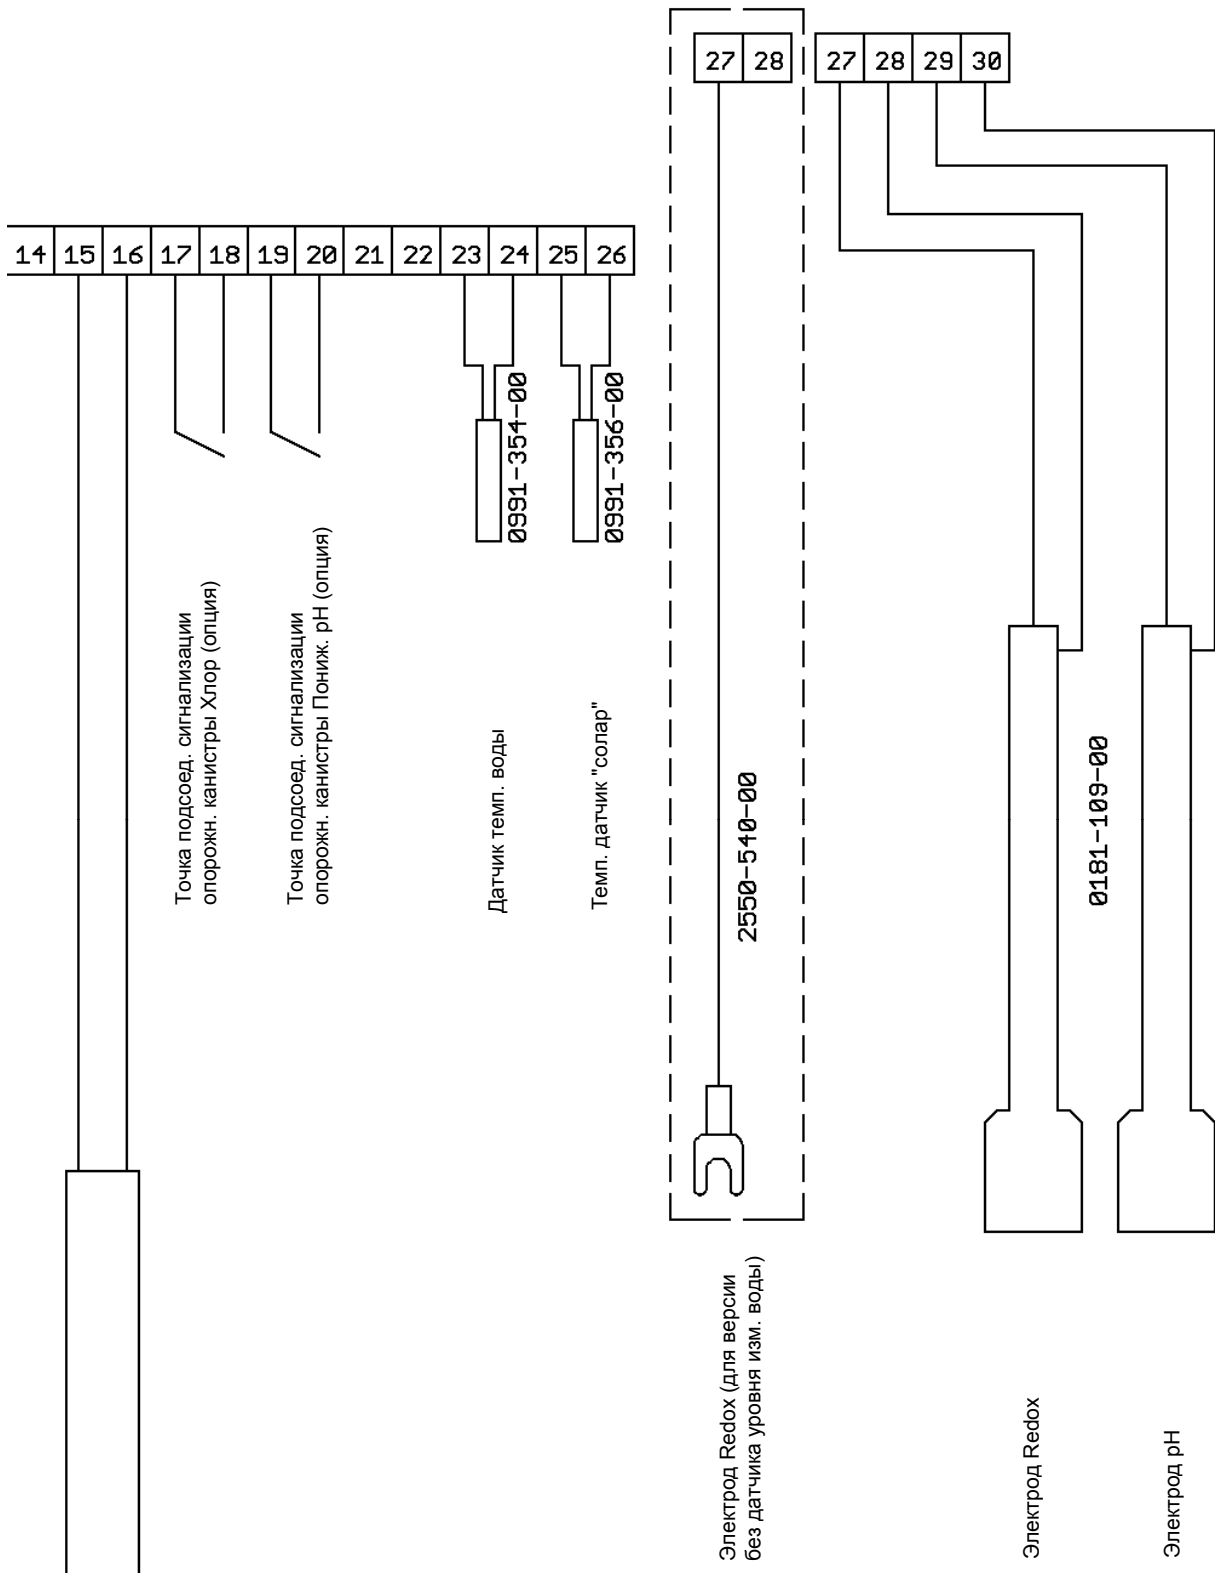 27 28
27 28 29 30
14 15 16 17 18 19 20 21 22 23 24 25 26
0991-354-00
0991-356-00
Точка подсоед. сигнализации
опорожн. канистры Хлор (опция)
Точка подсоед. сигнализации
опорожн. канистры Пониж. pH (опция)
Датчик темп. воды
Темп. датчик "солар"
2550-540-00
0181-109-00
Электрод Redox (для версии
без датчика уровня изм. воды)
Электрод Redox
Электрод pH